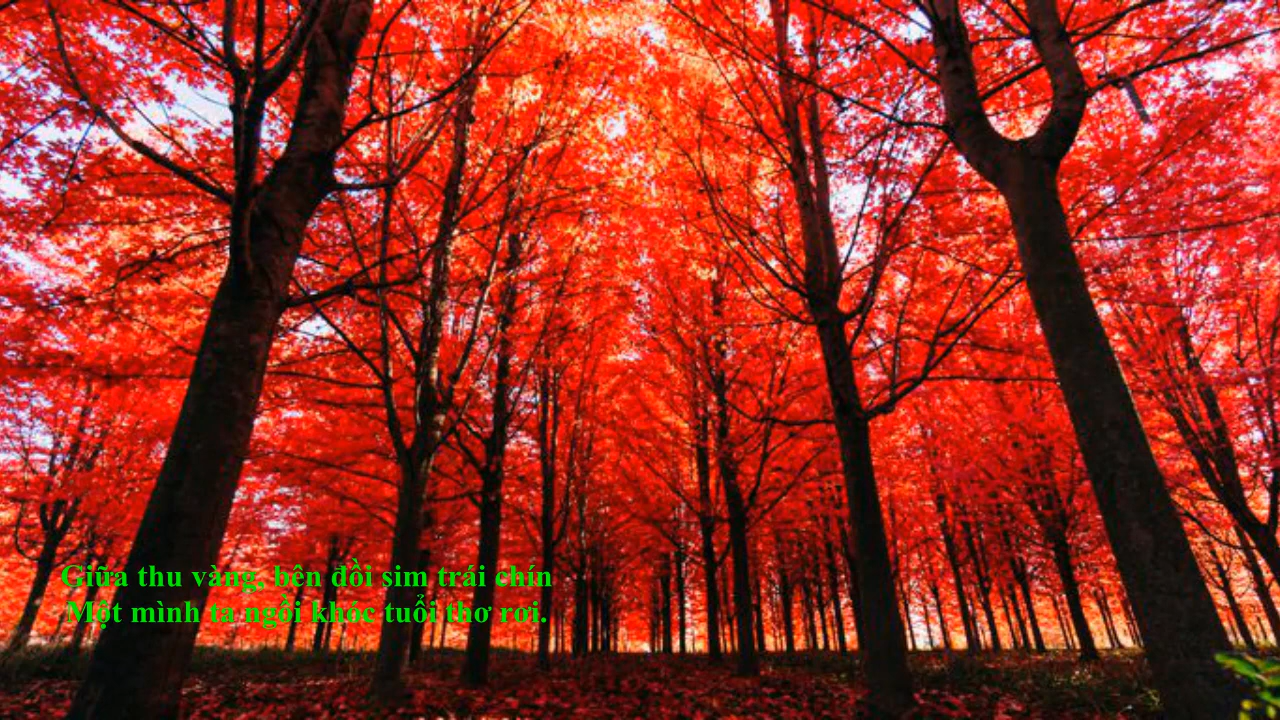 Giữa thu vàng, bên đồi sim trái chín
Một mình ta ngồi khóc tuổi thơ rơi.